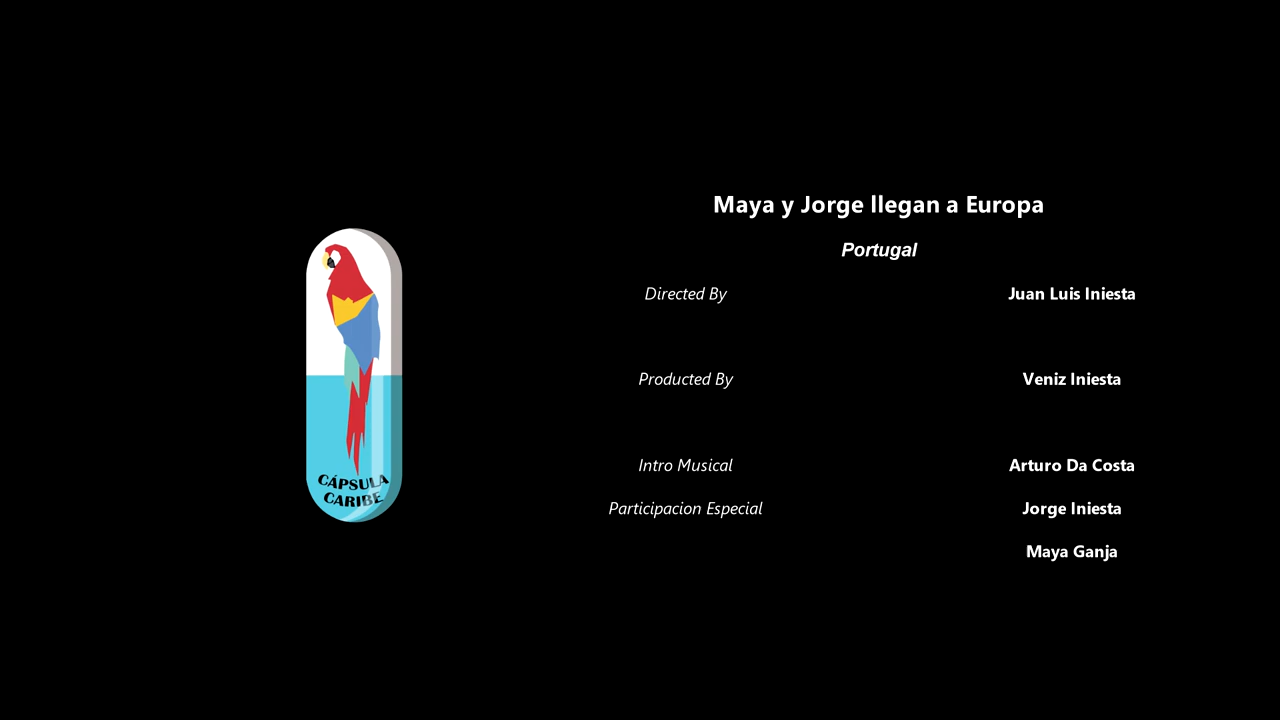 Maya y Jorge llegan a Europa
Portugal
Directed By Juan Luis Iniesta
Producted By Veniz Iniesta
Intro Musical Arturo Da Costa
Participacion Especial Jorge Iniesta
Maya Ganja
CÁPSULA
CARIBE